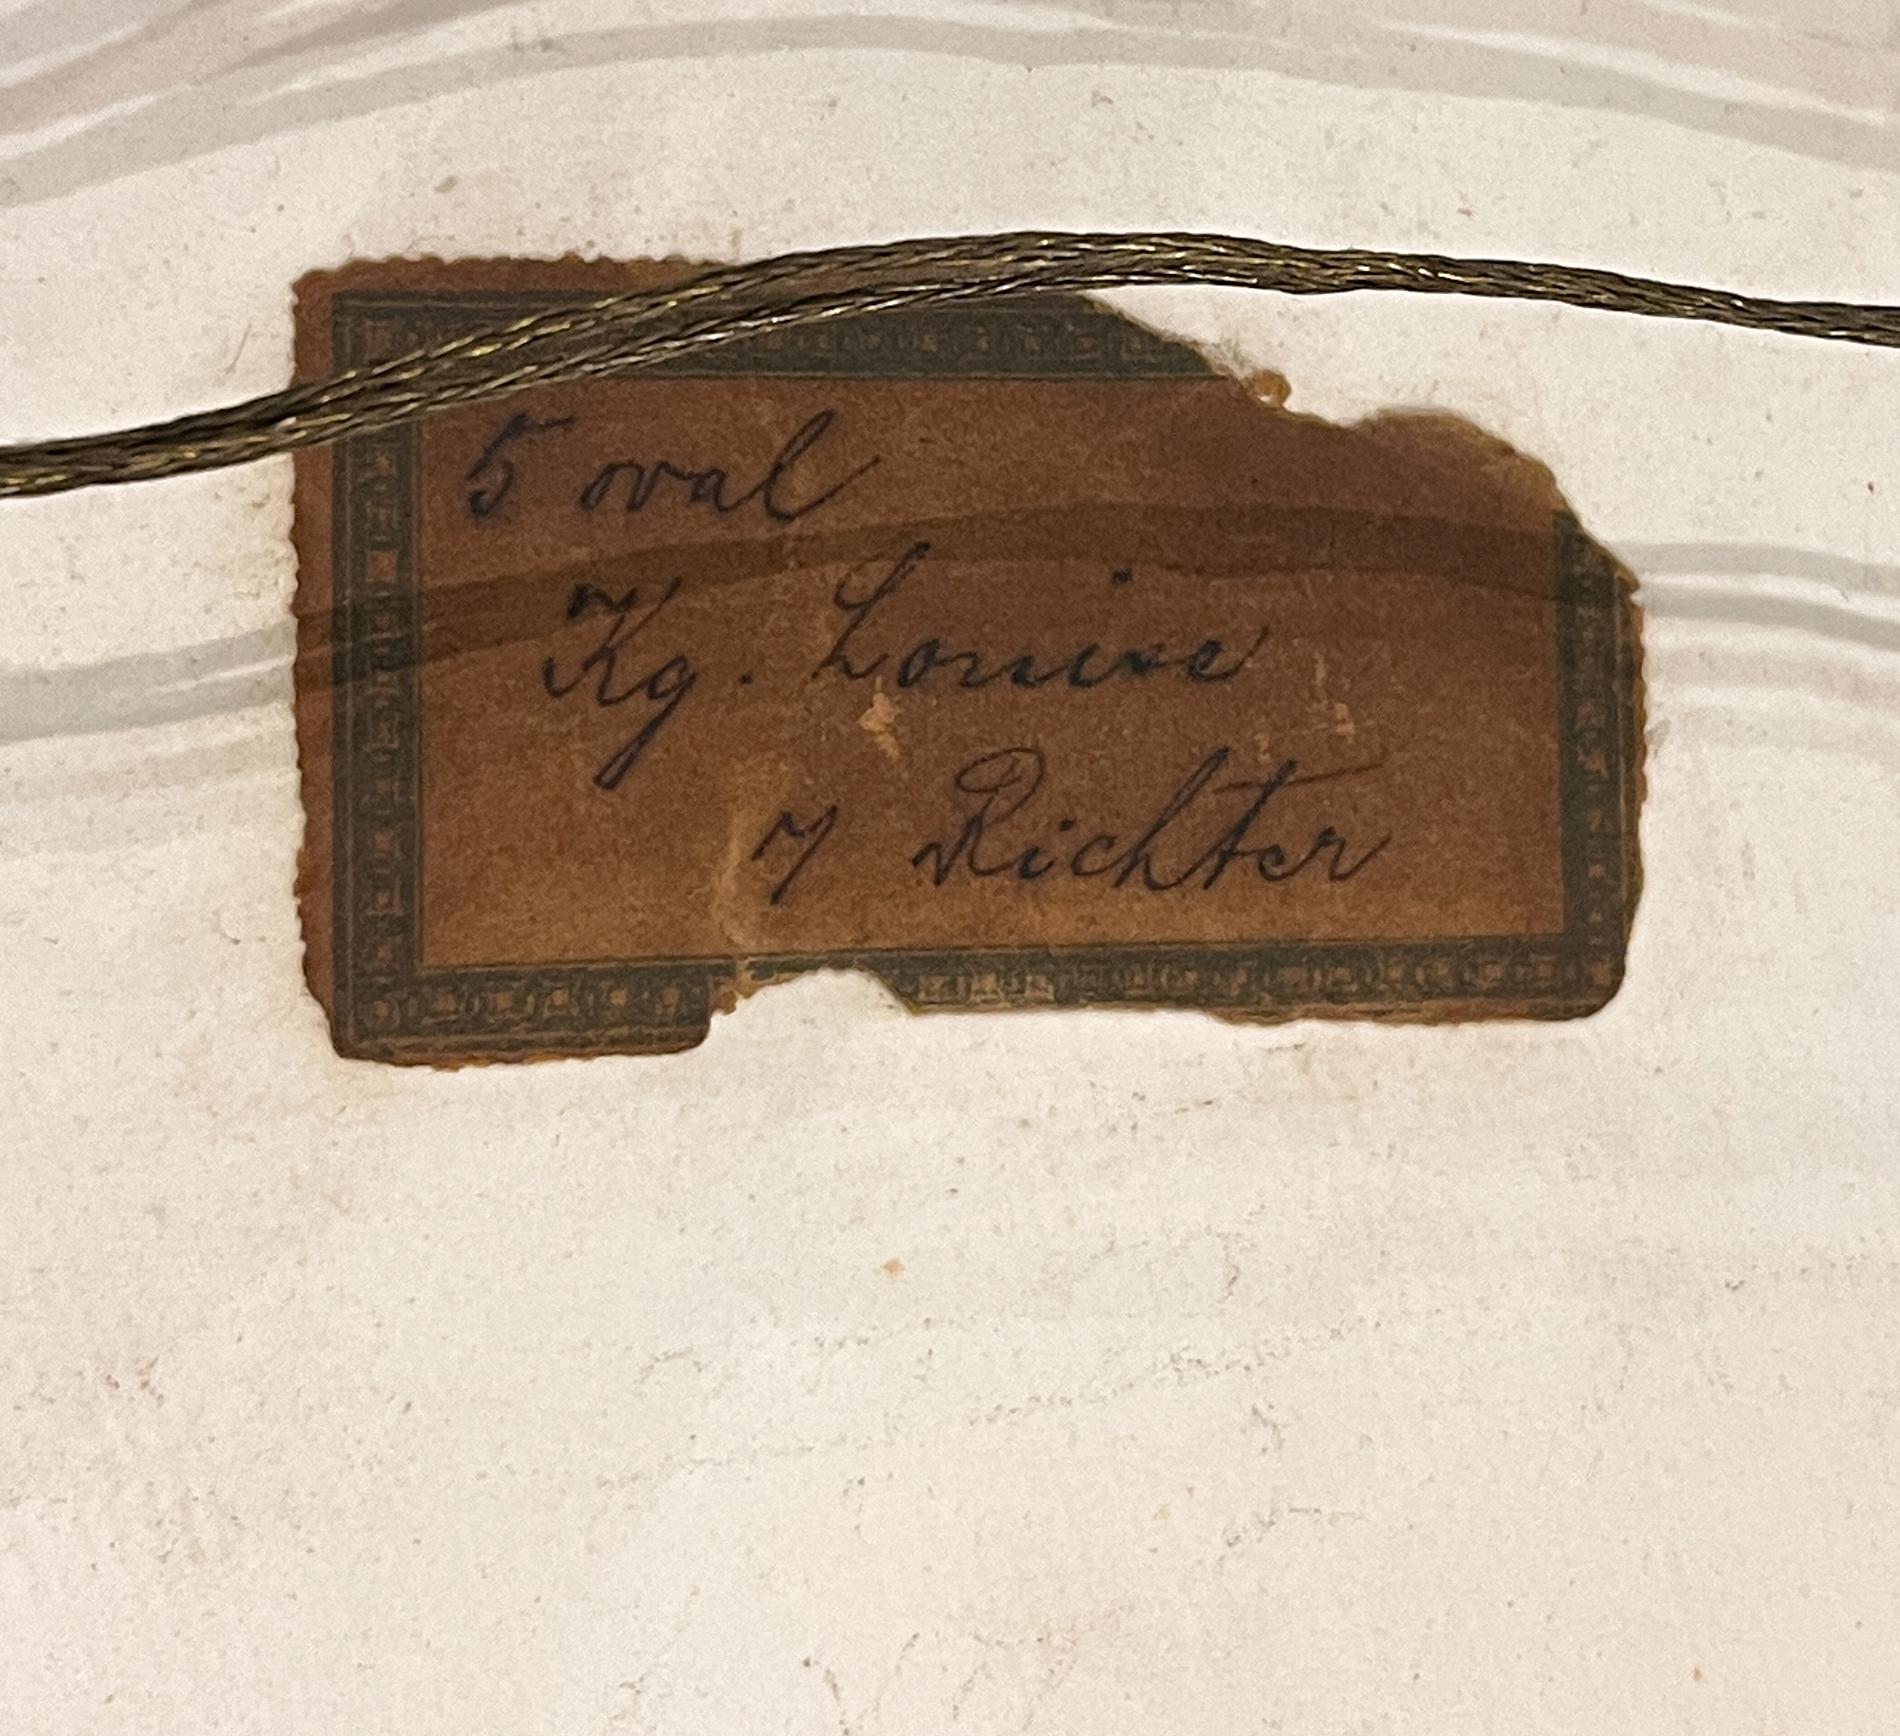 5 oval
Kg. Louise
n Richter